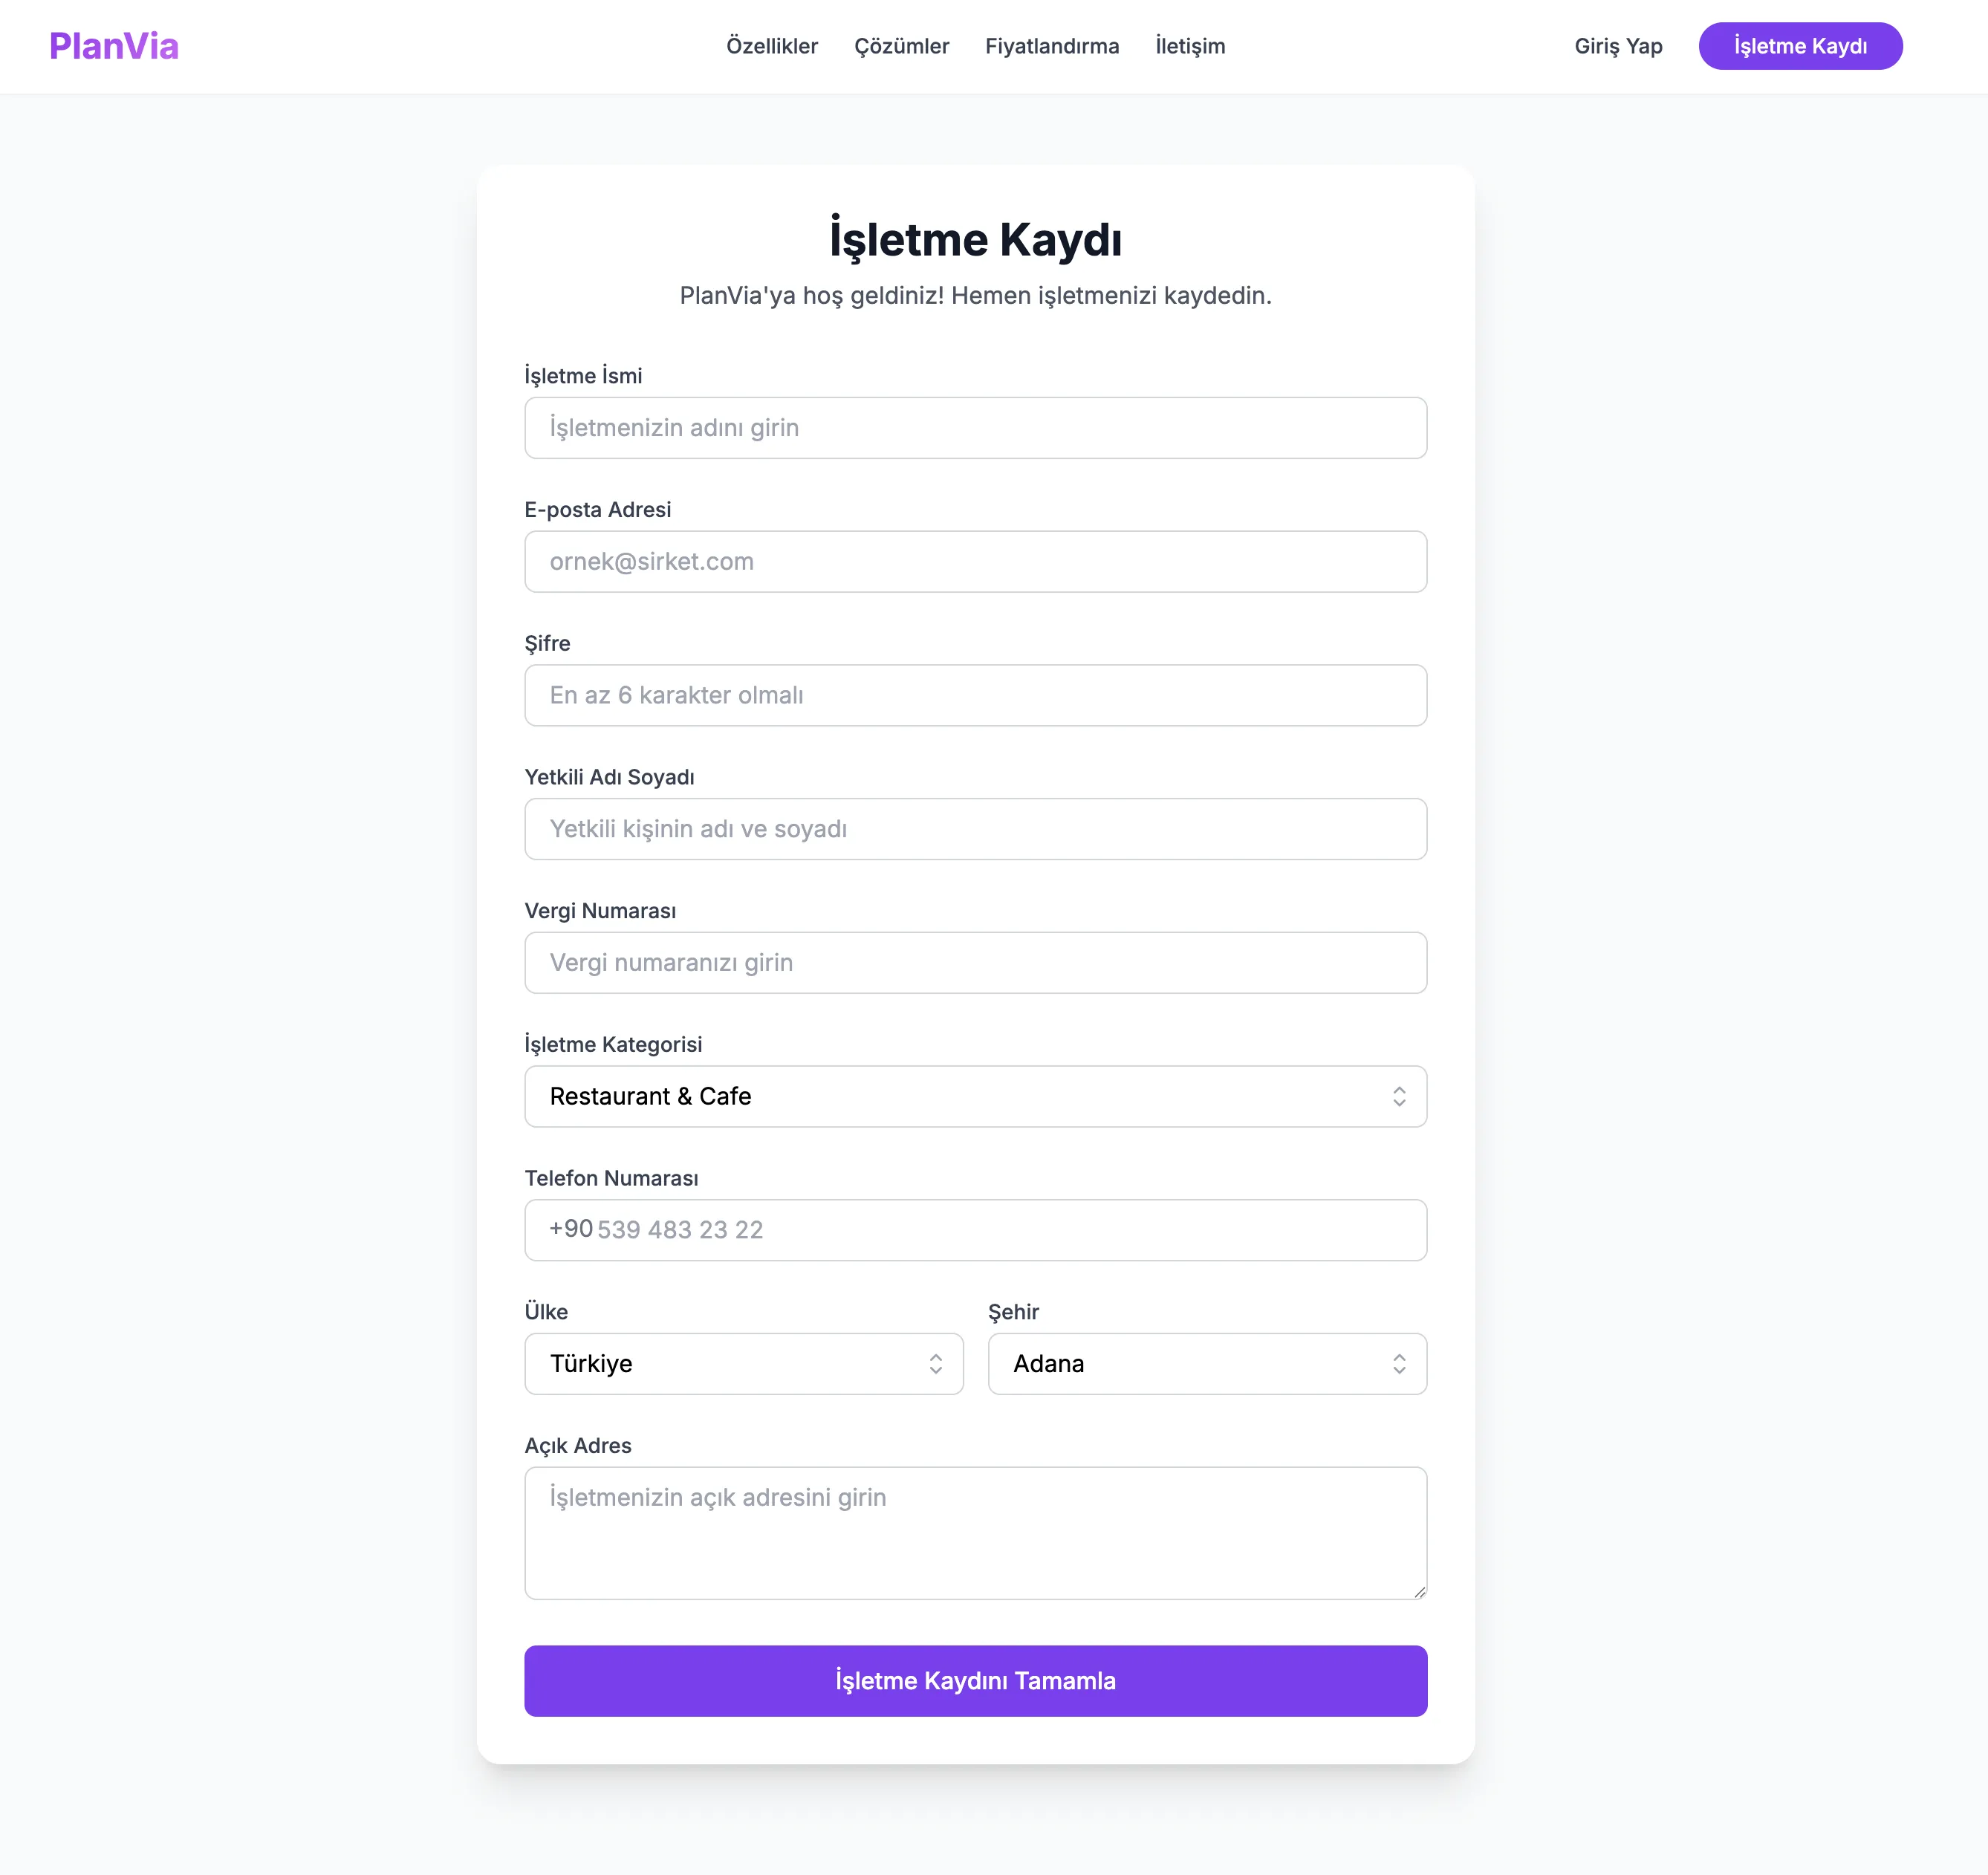 PlanVia
Özellikler Çözümler Fiyatlandırma İletişim
Giriş Yap İşletme Kaydı
İşletme Kaydı
PlanVia'ya hoş geldiniz! Hemen işletmenizi kaydedin.
İşletme İsmi
İşletmenizin adını girin
E-posta Adresi
ornek@sirket.com
Şifre
En az 6 karakter olmalı
Yetkili Adı Soyadı
Yetkili kişinin adı ve soyadı
Vergi Numarası
Vergi numaranızı girin
İşletme Kategorisi
Restaurant & Cafe
Telefon Numarası
+90 539 483 23 22
Ülke
Türkiye
Şehir
Adana
Açık Adres
İşletmenizin açık adresini girin
İşletme Kaydını Tamamla